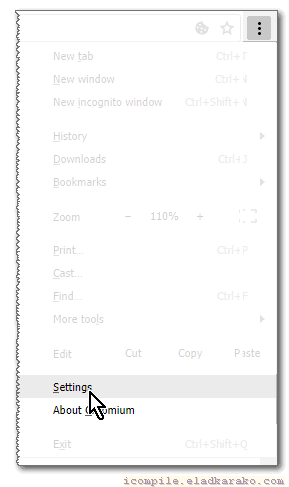 New tab Ctrl+T
New window Ctrl+
New incognito window Ctrl+Shift+
History
Downloads Ctrl+J
Bookmarks
Zoom − 110% +
Print... Ctrl+P
Cast...
Find... Ctrl+F
More tools
Edit Cut Copy Paste
Settings
About Chromium
Exit Ctrl+Shift+Q
icompile.eladkarako.com